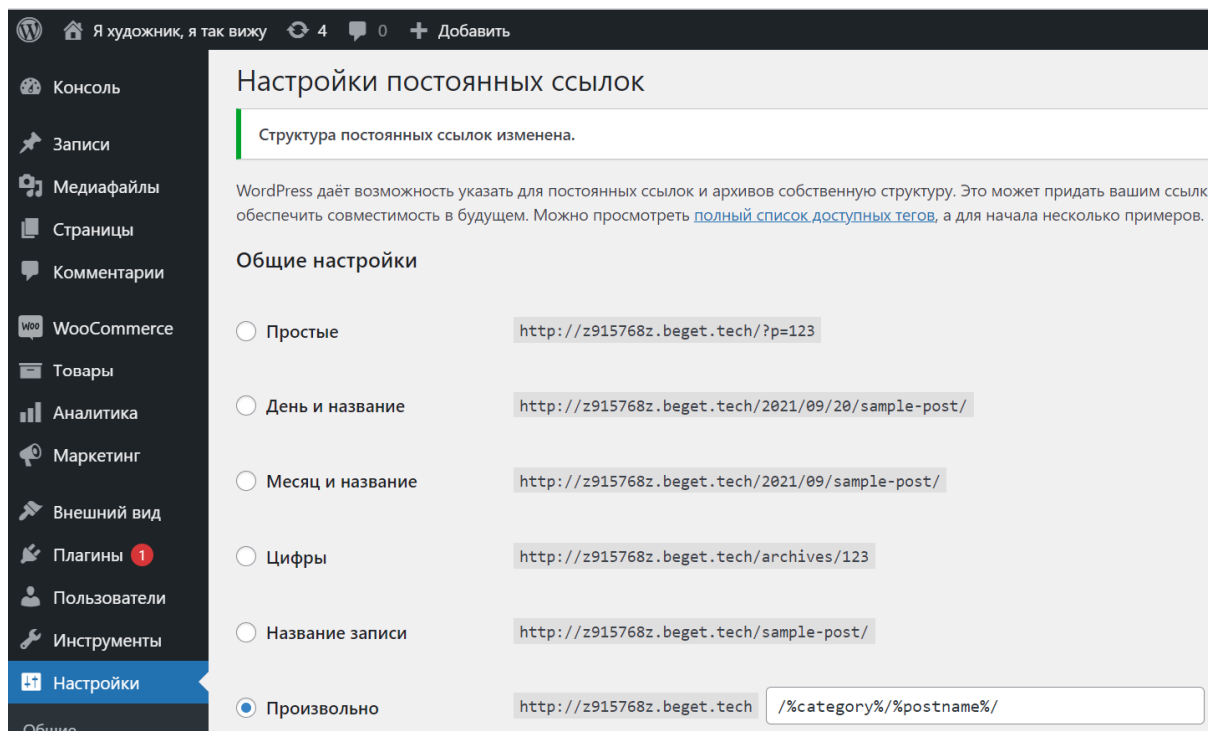 Я художник, я так вижу 4 0 + Добавить
Консоль
Записи
Медиафайлы
Страницы
Комментарии
WOO WooCommerce
Товары
Аналитика
Маркетинг
Внешний вид
Плагины 1
Пользователи
Инструменты
Настройки
Общие
Настройки постоянных ссылок
Структура постоянных ссылок изменена.
WordPress даёт возможность указать для постоянных ссылок и архивов собственную структуру. Это может придать вашим ссылк
обеспечить совместимость в будущем. Можно просмотреть полный список доступных тегов, а для начала несколько примеров.
Общие настройки
Простые http://z915768z.beget.tech/?p=123
День и название http://z915768z.beget.tech/2021/09/20/sample-post/
Месяц и название http://z915768z.beget.tech/2021/09/sample-post/
Цифры http://z915768z.beget.tech/archives/123
Название записи http://z915768z.beget.tech/sample-post/
Произвольно http://z915768z.beget.tech /%category%/%postname%/